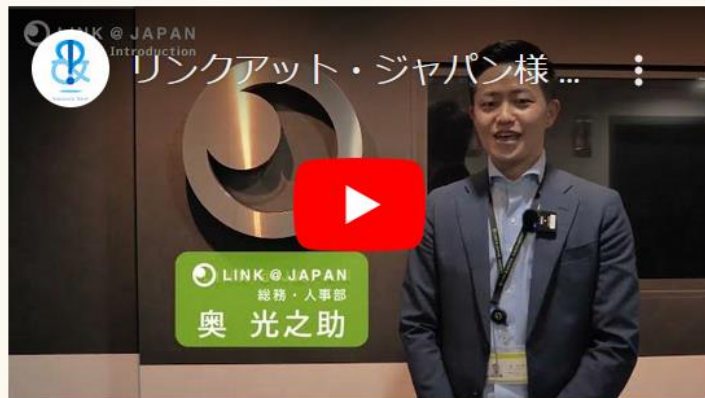 LINK @ JAPAN
Introduction
リンクアット・ジャパン様 ...
LINK @ JAPAN
総務・人事部
奥 光之助